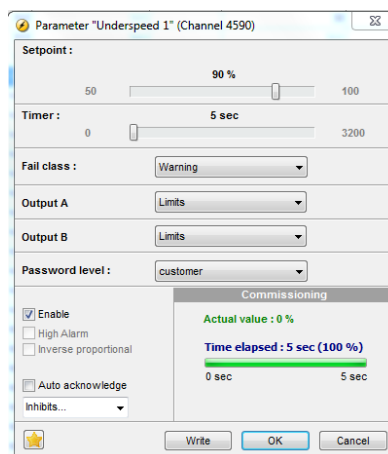 Parameter "Underspeed 1" (Channel 4590)
Setpoint :
90 %
50 100
Timer : 5 sec
0 3200
Fail class : Warning
Output A Limits
Output B Limits
Password level : customer
Commissioning
Enable
High Alarm
Inverse proportional
Auto acknowledge
Inhibits...
Actual value : 0 %
Time elapsed : 5 sec (100 %)
0 sec 5 sec
Write OK Cancel